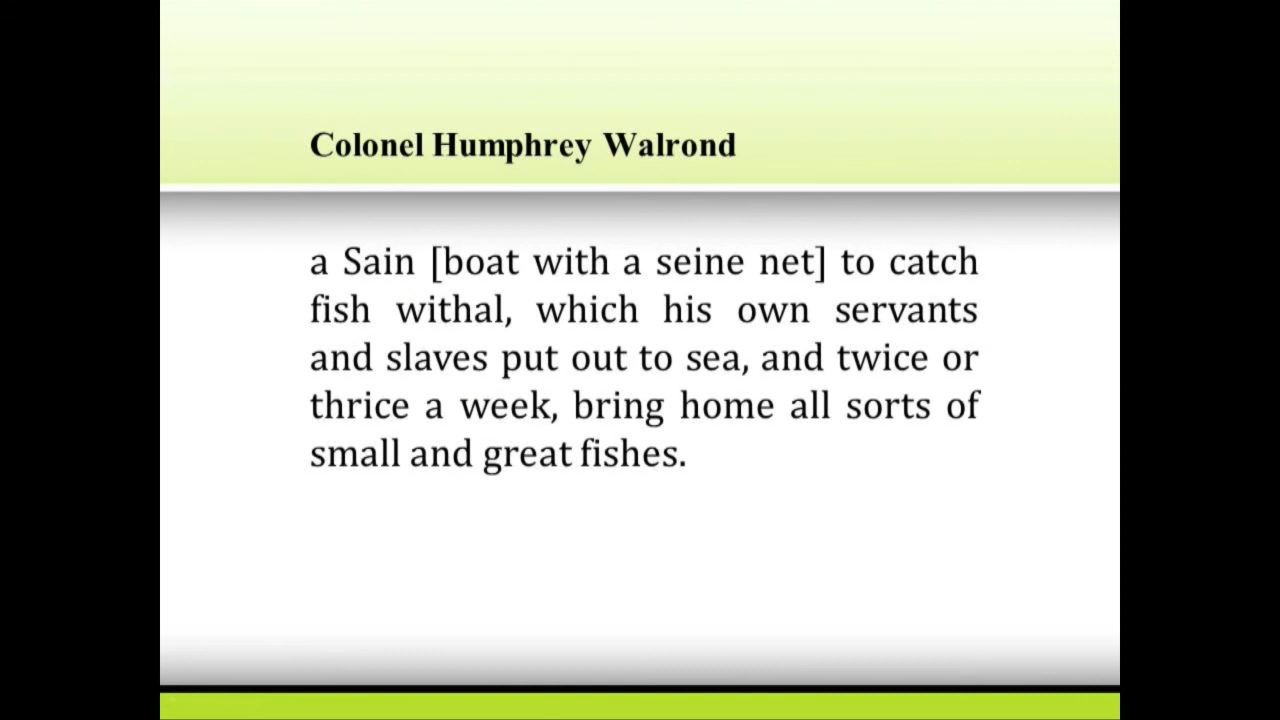 Colonel Humphrey Walrond
a Sain [boat with a seine net] to catch
fish withal, which his own servants
and slaves put out to sea, and twice or
thrice a week, bring home all sorts of
small and great fishes.